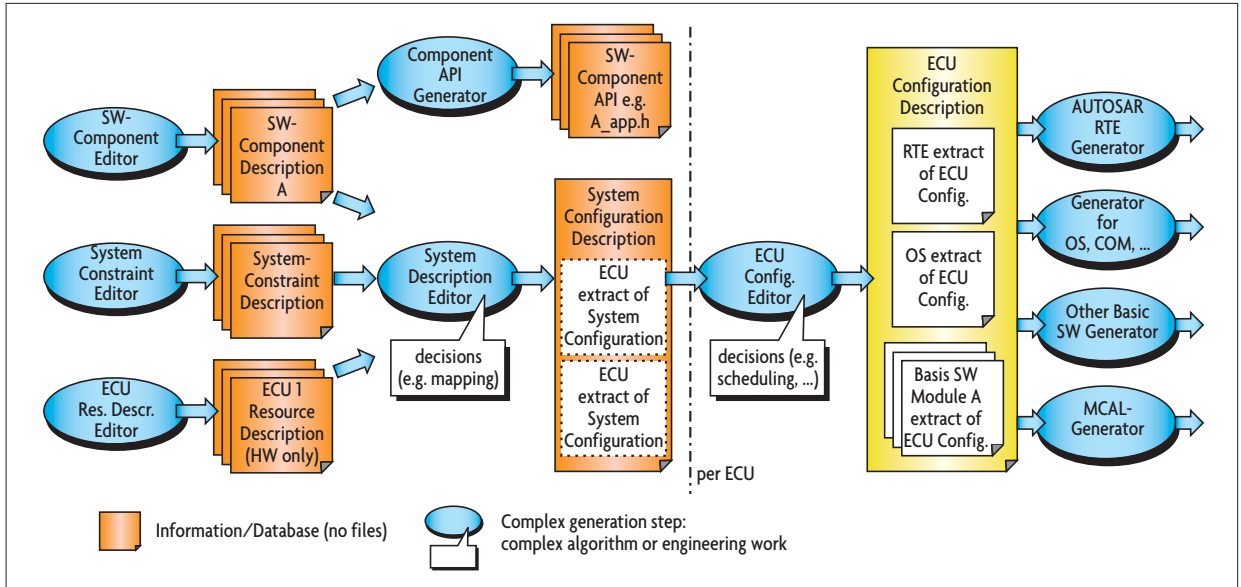 SW-
Component
Editor
SW-
Component
Description
A
Component
API
Generator
SW-
Component
API e.g.
A_app.h
System
Constraint
Editor
System-
Constraint
Description
System
Description
Editor
decisions
(e.g. mapping)
System
Configuration
Description
ECU
extract of
System
Configuration
ECU
extract of
System
Configuration
ECU
Res. Descr.
Editor
ECU 1
Resource
Description
(HW only)
per ECU
ECU
Config.
Editor
decisions (e.g.
scheduling, ...)
ECU
Configuration
Description
RTE extract
of ECU
Config.
OS extract
of ECU
Config.
Basis SW
Module A
extract of
ECU Config.
AUTOSAR
RTE
Generator
Generator
for
OS, COM, ...
Other Basic
SW Generator
MCAL-
Generator
Information/Database (no files)
Complex generation step:
complex algorithm or engineering work